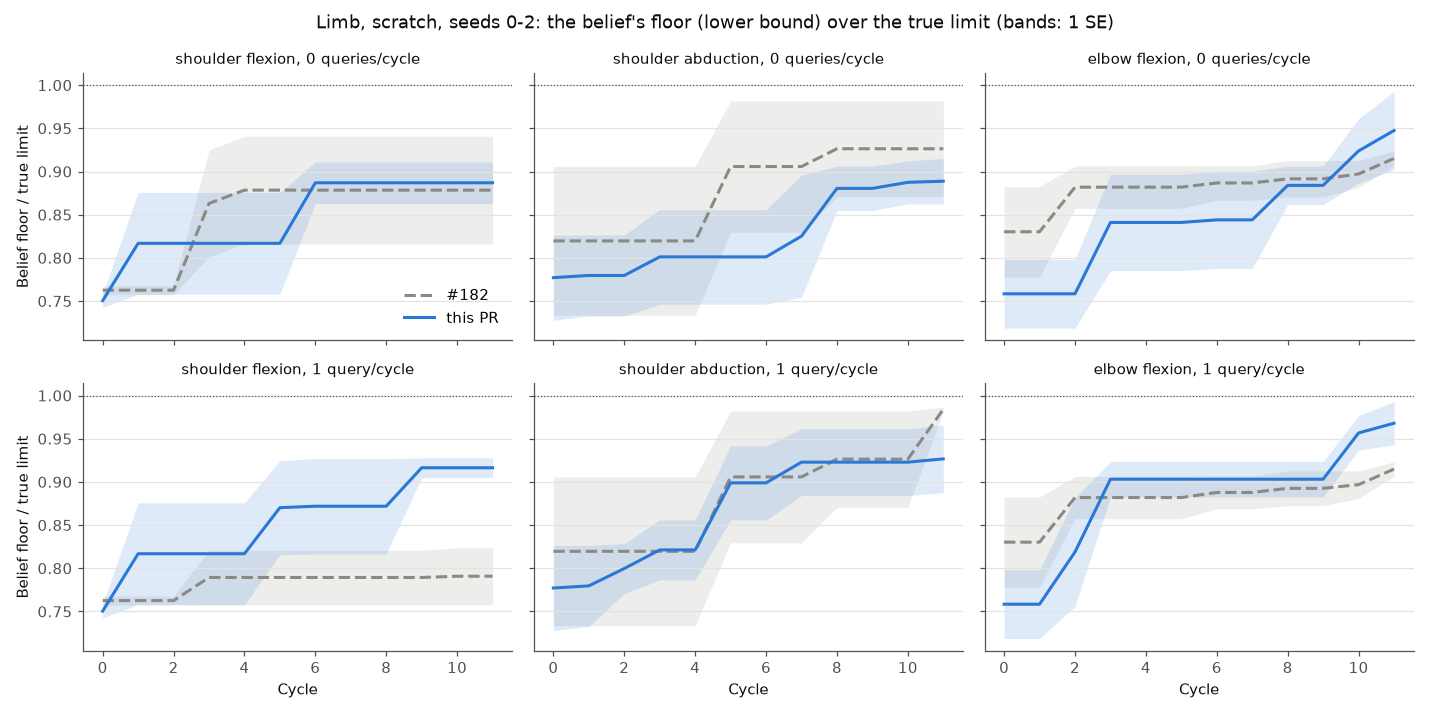 Limb, scratch, seeds 0-2: the belief's floor (lower bound) over the true limit (bands: 1 SE)
shoulder flexion, 0 queries/cycle
shoulder abduction, 0 queries/cycle
elbow flexion, 0 queries/cycle
Belief floor / true limit
1.00
0.95
0.90
0.85
0.80
0.75
#182
this PR
shoulder flexion, 1 query/cycle
shoulder abduction, 1 query/cycle
elbow flexion, 1 query/cycle
Belief floor / true limit
1.00
0.95
0.90
0.85
0.80
0.75
0 2 4 6 8 10
0 2 4 6 8 10
0 2 4 6 8 10
Cycle
Cycle
Cycle